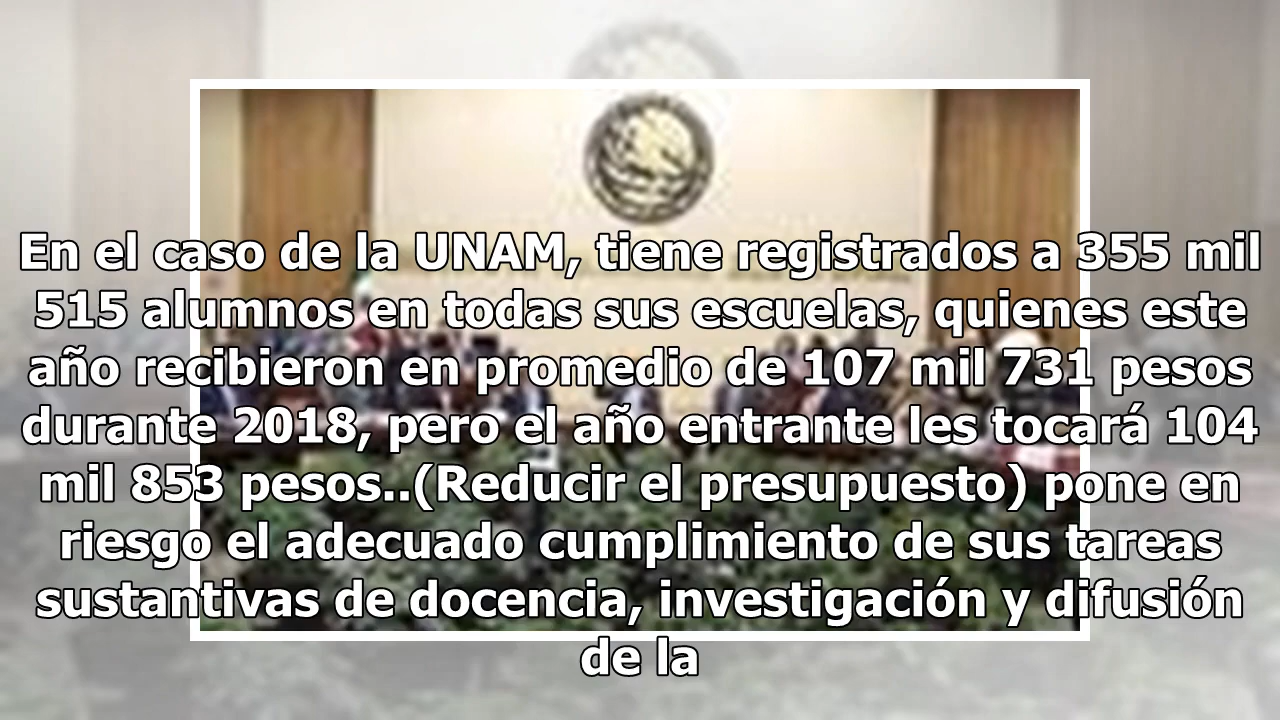 En el caso de la UNAM, tiene registrados a 355 mil
515 alumnos en todas sus escuelas, quienes este
año recibieron en promedio de 107 mil 731 pesos
durante 2018, pero el año entrante les tocará 104
mil 853 pesos..(Reducir el presupuesto) pone en
riesgo el adecuado cumplimiento de sus tareas
sustantivas de docencia, investigación y difusión
de la